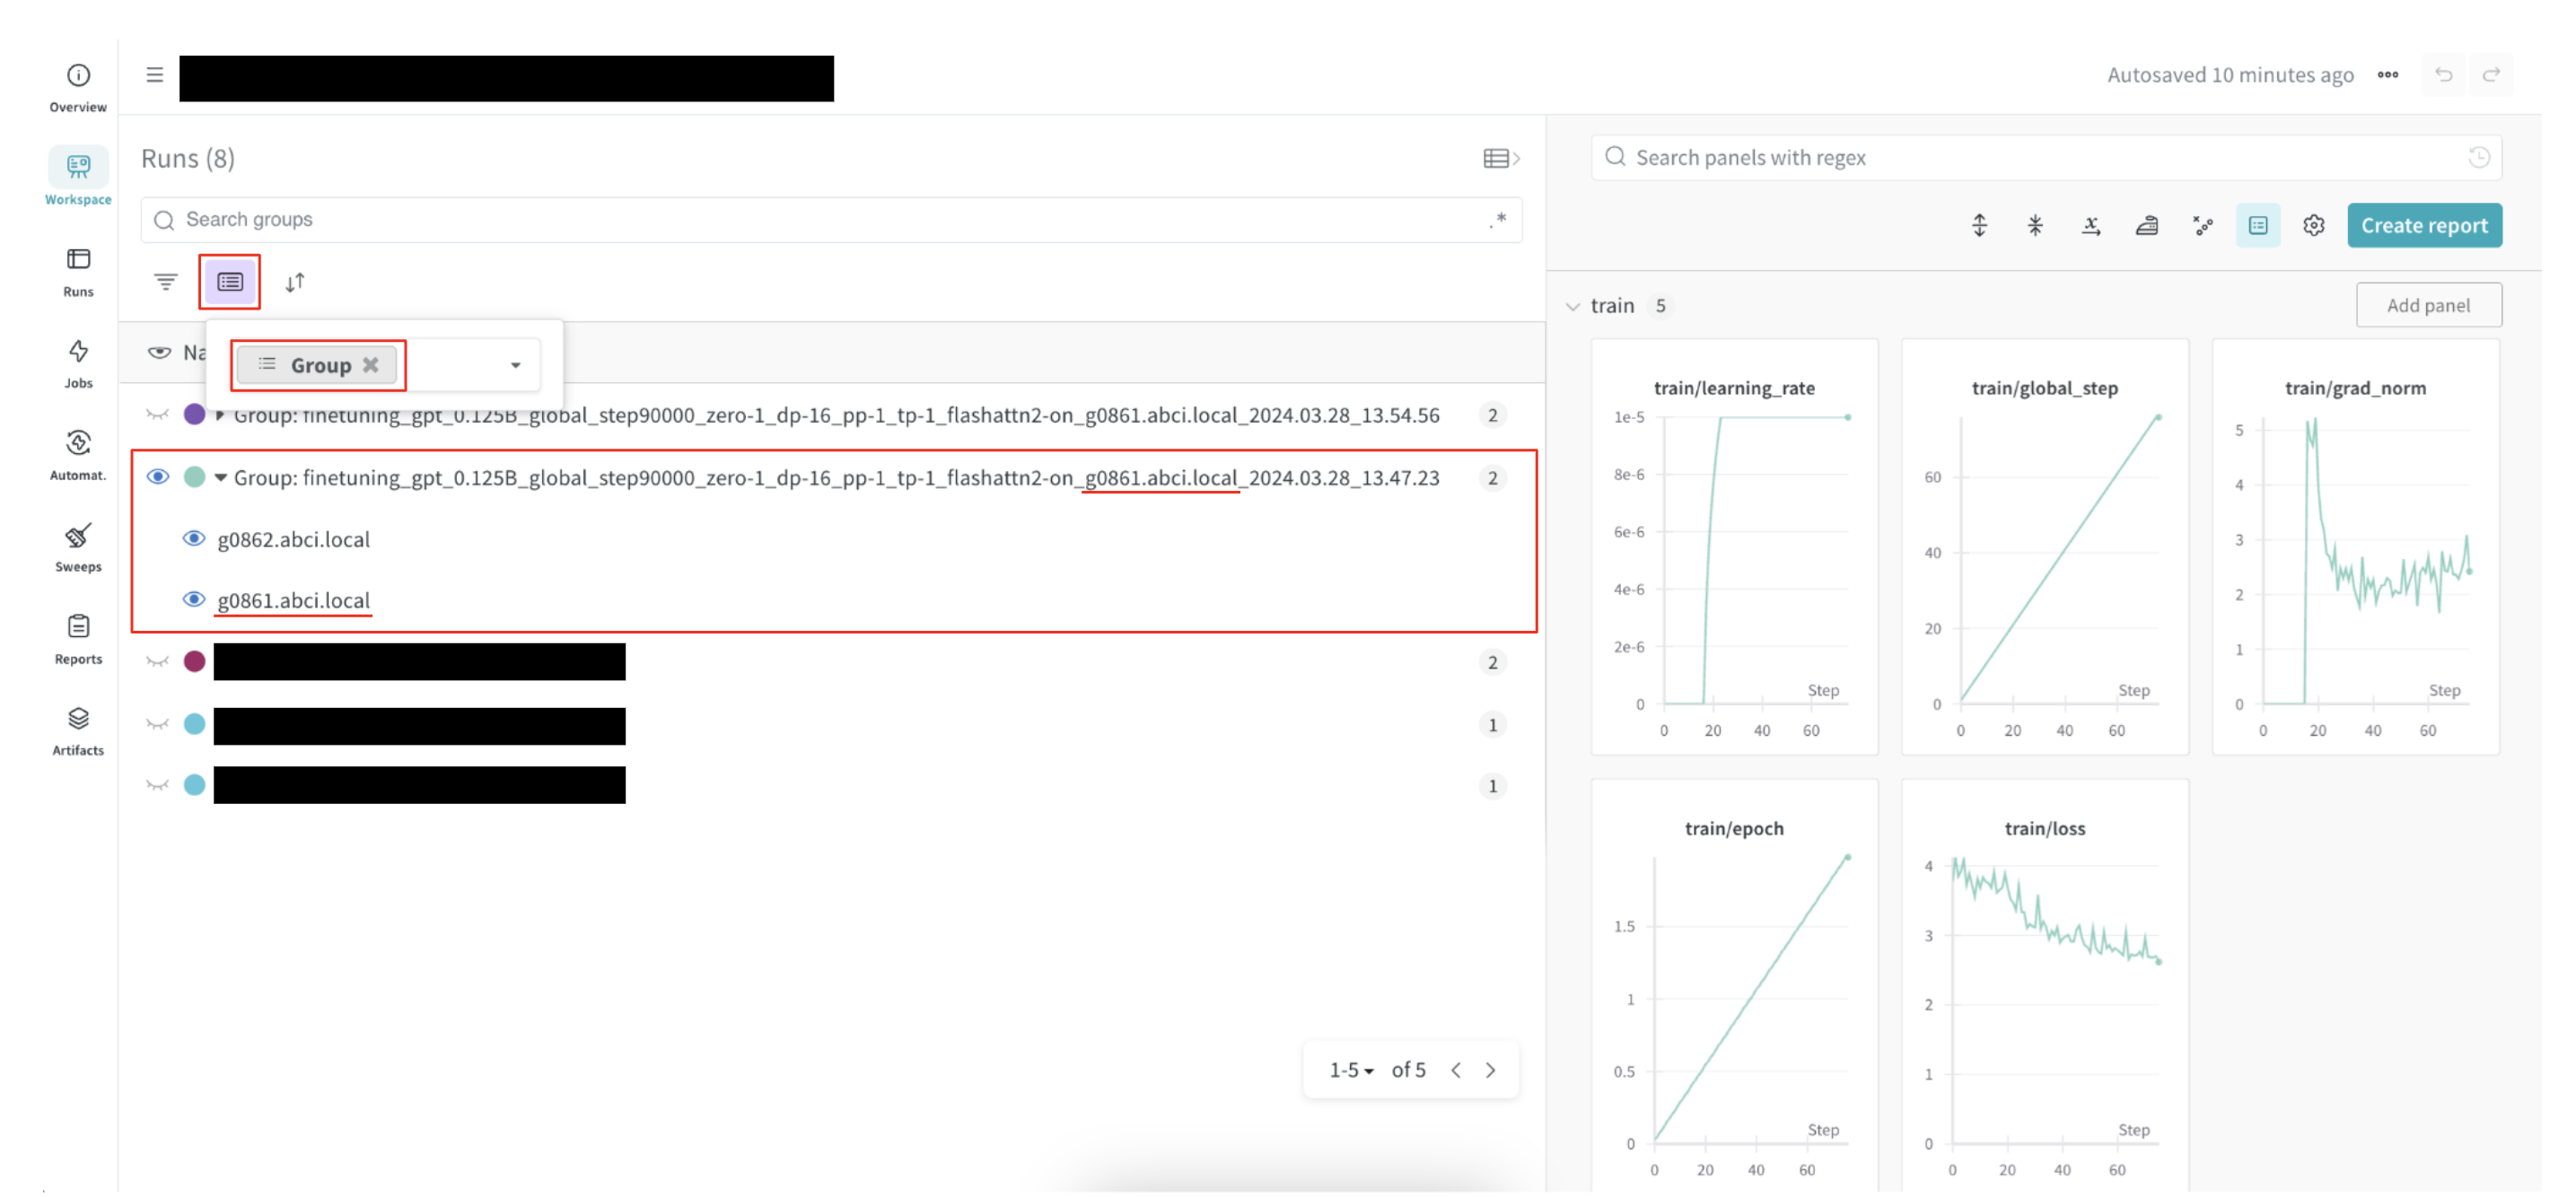 Overview
Workspace
Runs
Jobs
Automat.
Sweeps
Reports
Artifacts
Autosaved 10 minutes ago
Runs (8)
Search groups
.*
Na
Group
Group: finetuning_gpt_0.125B_global_step90000_zero-1_dp-16_pp-1_tp-1_flashattn2-on_g0861.abci.local_2024.03.28_13.54.56 2
Group: finetuning_gpt_0.125B_global_step90000_zero-1_dp-16_pp-1_tp-1_flashattn2-on_g0861.abci.local_2024.03.28_13.47.23 2
g0862.abci.local
g0861.abci.local
2
1
1
1-5 of 5
Search panels with regex
Create report
train 5
Add panel
train/learning_rate
1e-5
8e-6
6e-6
4e-6
2e-6
0
Step
0 20 40 60
train/global_step
60
40
20
0
Step
0 20 40 60
train/grad_norm
5
4
3
2
1
0
Step
0 20 40 60
train/epoch
1.5
1
0.5
0
Step
0 20 40 60
train/loss
4
3
2
1
0
Step
0 20 40 60